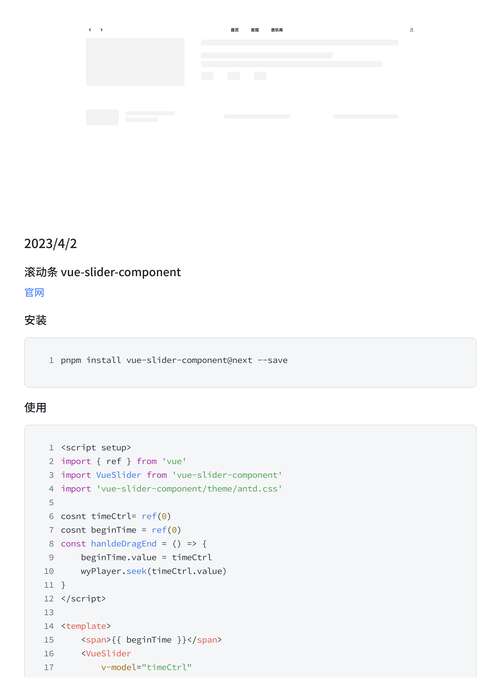 首页 发现 音乐库
2023/4/2
滚动条 vue-slider-component
官网
安装
1 pnpm install vue-slider-component@next --save
使用
1 <script setup>
2 import { ref } from 'vue'
3 import VueSlider from 'vue-slider-component'
4 import 'vue-slider-component/theme/antd.css'
5
6 cosnt timeCtrl= ref(0)
7 cosnt beginTime = ref(0)
8 const hanldeDragEnd = () => {
9 beginTime.value = timeCtrl
10 wyPlayer.seek(timeCtrl.value)
11 }
12 </script>
13
14 <template>
15 <span>{{ beginTime }}</span>
16 <VueSlider
17 v-model="timeCtrl"